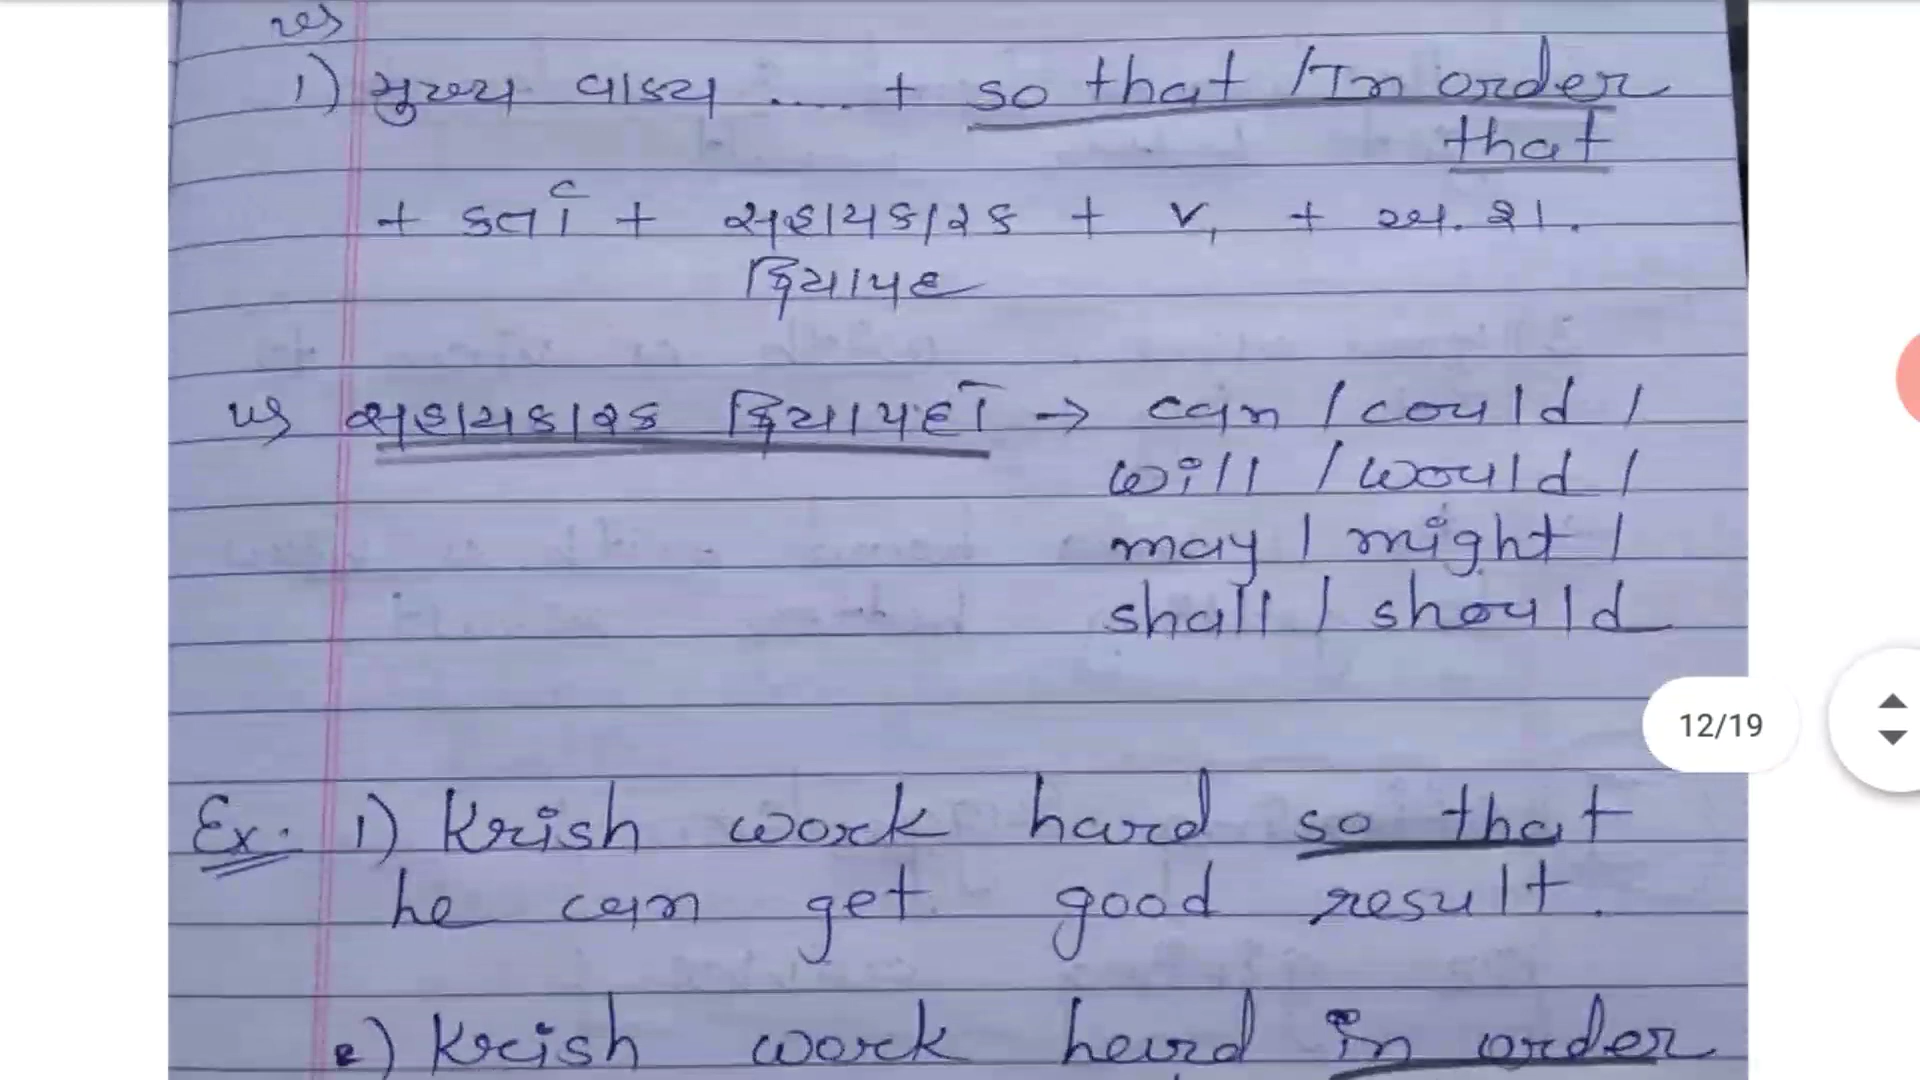 1) મુખ્ય વાક્ય .... + so that / In order
that
+ કર્તા + સહાયકારક + V1 + અ. શ.
ક્રિયાપદ
સહાયકારક ક્રિયાપદો → can / could /
will / would /
may / might /
shall / should
12/19
Ex. 1) Krish work hard so that
he can get good result.
2) Krish work hard in order